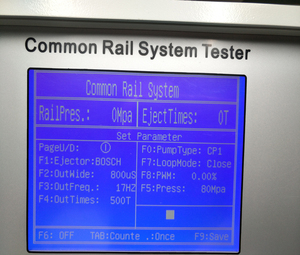 Common Rail System Tester
Common Rail System
RailPres.: 0Mpa EjectTimes: 0T
Set Parameter
PageU/D: ① F0:PumpType: CP1
F1:Ejector:BOSCH F7:LoopMode: Close
F2:OutWide: 800uS F8:PWM: 0.00%
F3:OutFreq.: 17HZ F5:Press: 80Mpa
F4:OutTimes: 500T
F6: OFF TAB:Counte .:Once F9:Save